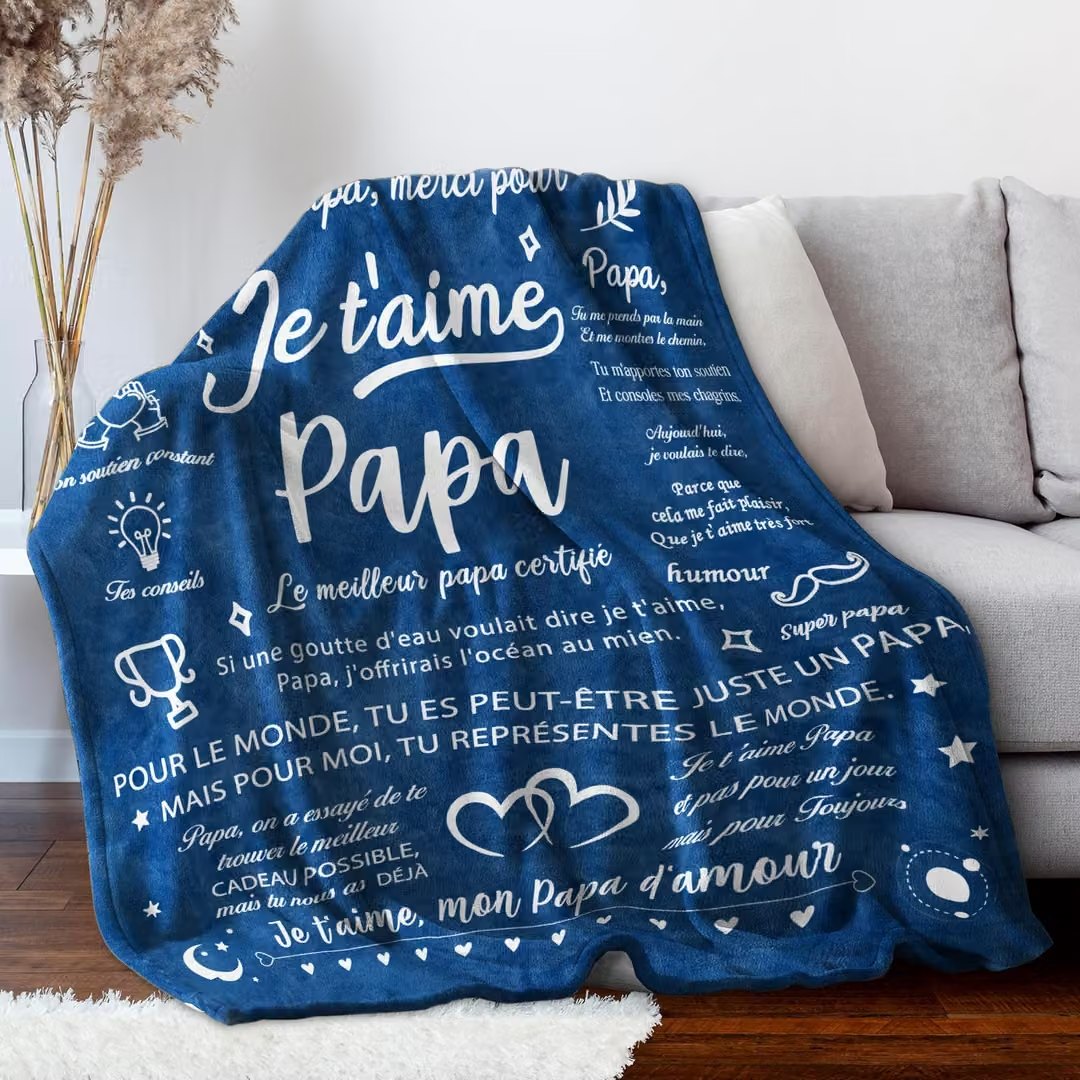 merci pour
Je t'aime
Papa
Papa,
Tu me prends par la main
Et me montres le chemin.
Tu m'apportes ton soutien
Et consoles mes chagrins.
Aujourd'hui,
je voulais te dire,
Parce que
cela me fait plaisir,
Que je t'aime très fort
soutien constant
Tes conseils
Le meilleur papa certifié
humour
super papa
Si une goutte d'eau voulait dire je t'aime,
Papa, j'offrirais l'océan au mien.
POUR LE MONDE, TU ES PEUT-ÊTRE JUSTE UN PAPA,
MAIS POUR MOI, TU REPRÉSENTES LE MONDE.
Papa, on a essayé de te
trouver le meilleur
CADEAU POSSIBLE,
mais tu nous as DÉJÀ
Je t'aime Papa
et pas pour un jour
mais pour Toujours
Je t'aime, mon Papa d'amour